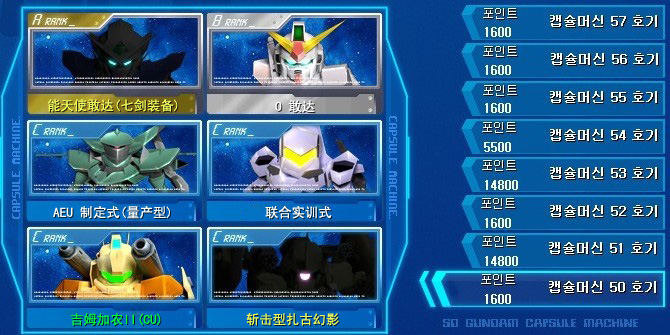 A RANK_
能天使敢达(七剑装备)
B RANK_
0 敢达
C RANK_
AEU 制定式(量产型)
C RANK_
联合实训式
C RANK_
吉姆加农II(CU)
C RANK_
斩击型扎古幻影
CAPSULE MACHINE
CAPSULE MACHINE
포인트
1600
캡슐머신 57 호기
포인트
1600
캡슐머신 56 호기
포인트
1600
캡슐머신 55 호기
포인트
5500
캡슐머신 54 호기
포인트
14800
캡슐머신 53 호기
포인트
1600
캡슐머신 52 호기
포인트
14800
캡슐머신 51 호기
포인트
1600
캡슐머신 50 호기
SD GUNDAM CAPSULE MACHINE